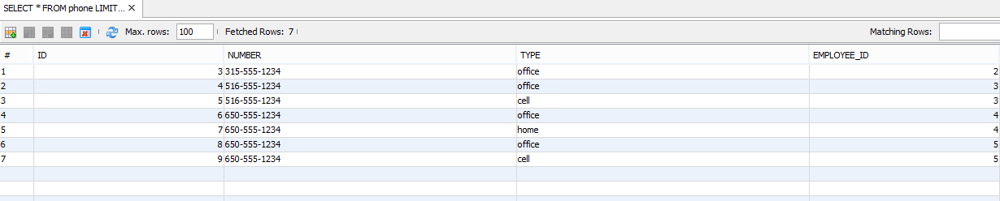 SELECT * FROM phone LIMIT...
Max. rows: 100 Fetched Rows: 7 Matching Rows:
# ID NUMBER TYPE EMPLOYEE_ID
1 3 315-555-1234 office 2
2 4 516-555-1234 office 3
3 5 516-555-1234 cell 3
4 6 650-555-1234 office 4
5 7 650-555-1234 home 4
6 8 650-555-1234 office 5
7 9 650-555-1234 cell 5